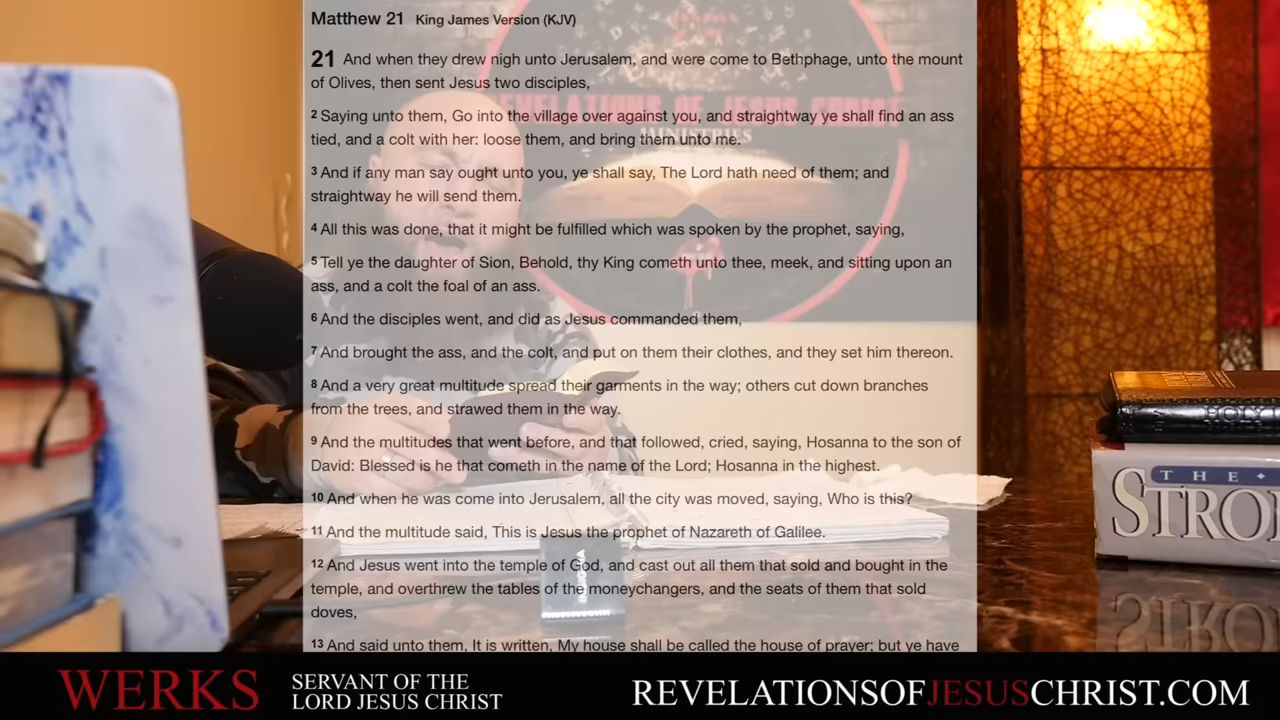 Matthew 21 King James Version (KJV)
21 And when they drew nigh unto Jerusalem, and were come to Bethphage, unto the mount
of Olives, then sent Jesus two disciples,
2 Saying unto them, Go into the village over against you, and straightway ye shall find an ass
tied, and a colt with her: loose them, and bring them unto me.
3 And if any man say ought unto you, ye shall say, The Lord hath need of them; and
straightway he will send them.
4 All this was done, that it might be fulfilled which was spoken by the prophet, saying,
5 Tell ye the daughter of Sion, Behold, thy King cometh unto thee, meek, and sitting upon an
ass, and a colt the foal of an ass.
6 And the disciples went, and did as Jesus commanded them,
7 And brought the ass, and the colt, and put on them their clothes, and they set him thereon.
8 And a very great multitude spread their garments in the way; others cut down branches
from the trees, and strawed them in the way.
9 And the multitudes that went before, and that followed, cried, saying, Hosanna to the son of
David: Blessed is he that cometh in the name of the Lord; Hosanna in the highest.
10 And when he was come into Jerusalem, all the city was moved, saying, Who is this?
11 And the multitude said, This is Jesus the prophet of Nazareth of Galilee.
12 And Jesus went into the temple of God, and cast out all them that sold and bought in the
temple, and overthrew the tables of the moneychangers, and the seats of them that sold
doves,
13 And said unto them, It is written, My house shall be called the house of prayer; but ye have
OF JESUS CHRIST
MINISTRIES
HOLY
THE
STRO
WERKS
SERVANT OF THE
LORD JESUS CHRIST
REVELATIONSOFJESUSCHRIST.COM